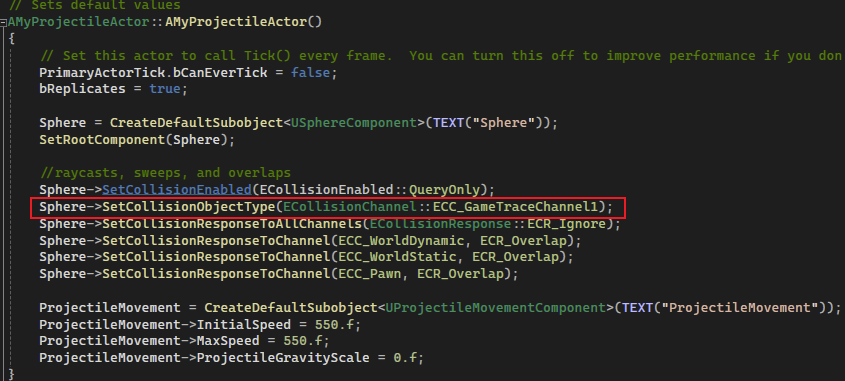 // Sets default values
AMyProjectileActor::AMyProjectileActor()
{
// Set this actor to call Tick() every frame.  You can turn this off to improve performance if you don
PrimaryActorTick.bCanEverTick = false;
bReplicates = true;
Sphere = CreateDefaultSubobject<USphereComponent>(TEXT("Sphere"));
SetRootComponent(Sphere);
//raycasts, sweeps, and overlaps
Sphere->SetCollisionEnabled(ECollisionEnabled::QueryOnly);
Sphere->SetCollisionObjectType(ECollisionChannel::ECC_GameTraceChannel1);
Sphere->SetCollisionResponseToAllChannels(ECollisionResponse::ECR_Ignore);
Sphere->SetCollisionResponseToChannel(ECC_WorldDynamic, ECR_Overlap);
Sphere->SetCollisionResponseToChannel(ECC_WorldStatic, ECR_Overlap);
Sphere->SetCollisionResponseToChannel(ECC_Pawn, ECR_Overlap);
ProjectileMovement = CreateDefaultSubobject<UProjectileMovementComponent>(TEXT("ProjectileMovement"));
ProjectileMovement->InitialSpeed = 550.f;
ProjectileMovement->MaxSpeed = 550.f;
ProjectileMovement->ProjectileGravityScale = 0.f;
}